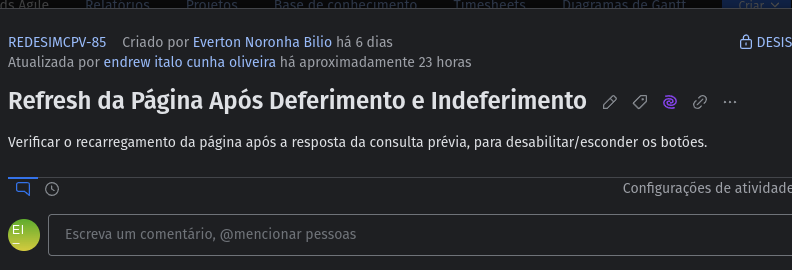 ds Agile Relatórios Projetos Base de conhecimento Timesheets Diagramas de Gantt Criar
REDESIMCPV-85 Criado por Everton Noronha Bilio há 6 dias DESIS
Atualizada por endrew italo cunha oliveira há aproximadamente 23 horas
Refresh da Página Após Deferimento e Indeferimento
Verificar o recarregamento da página após a resposta da consulta prévia, para desabilitar/esconder os botões.
Configurações de atividade
EI
Escreva um comentário, @mencionar pessoas